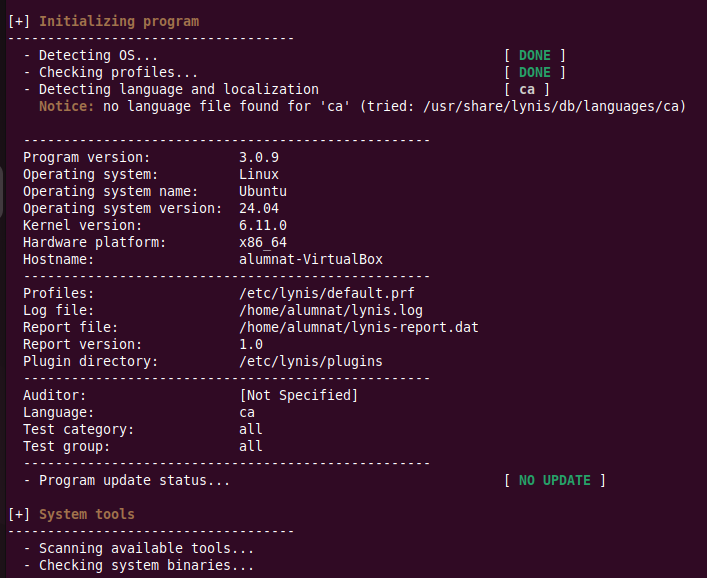 [+] Initializing program
------------------------------------
- Detecting OS... [ DONE ]
- Checking profiles... [ DONE ]
- Detecting language and localization [ ca ]
Notice: no language file found for 'ca' (tried: /usr/share/lynis/db/languages/ca)
---------------------------------------------------
Program version: 3.0.9
Operating system: Linux
Operating system name: Ubuntu
Operating system version: 24.04
Kernel version: 6.11.0
Hardware platform: x86_64
Hostname: alumnat-VirtualBox
---------------------------------------------------
Profiles: /etc/lynis/default.prf
Log file: /home/alumnat/lynis.log
Report file: /home/alumnat/lynis-report.dat
Report version: 1.0
Plugin directory: /etc/lynis/plugins
---------------------------------------------------
Auditor: [Not Specified]
Language: ca
Test category: all
Test group: all
---------------------------------------------------
- Program update status... [ NO UPDATE ]
[+] System tools
------------------------------------
- Scanning available tools...
- Checking system binaries...